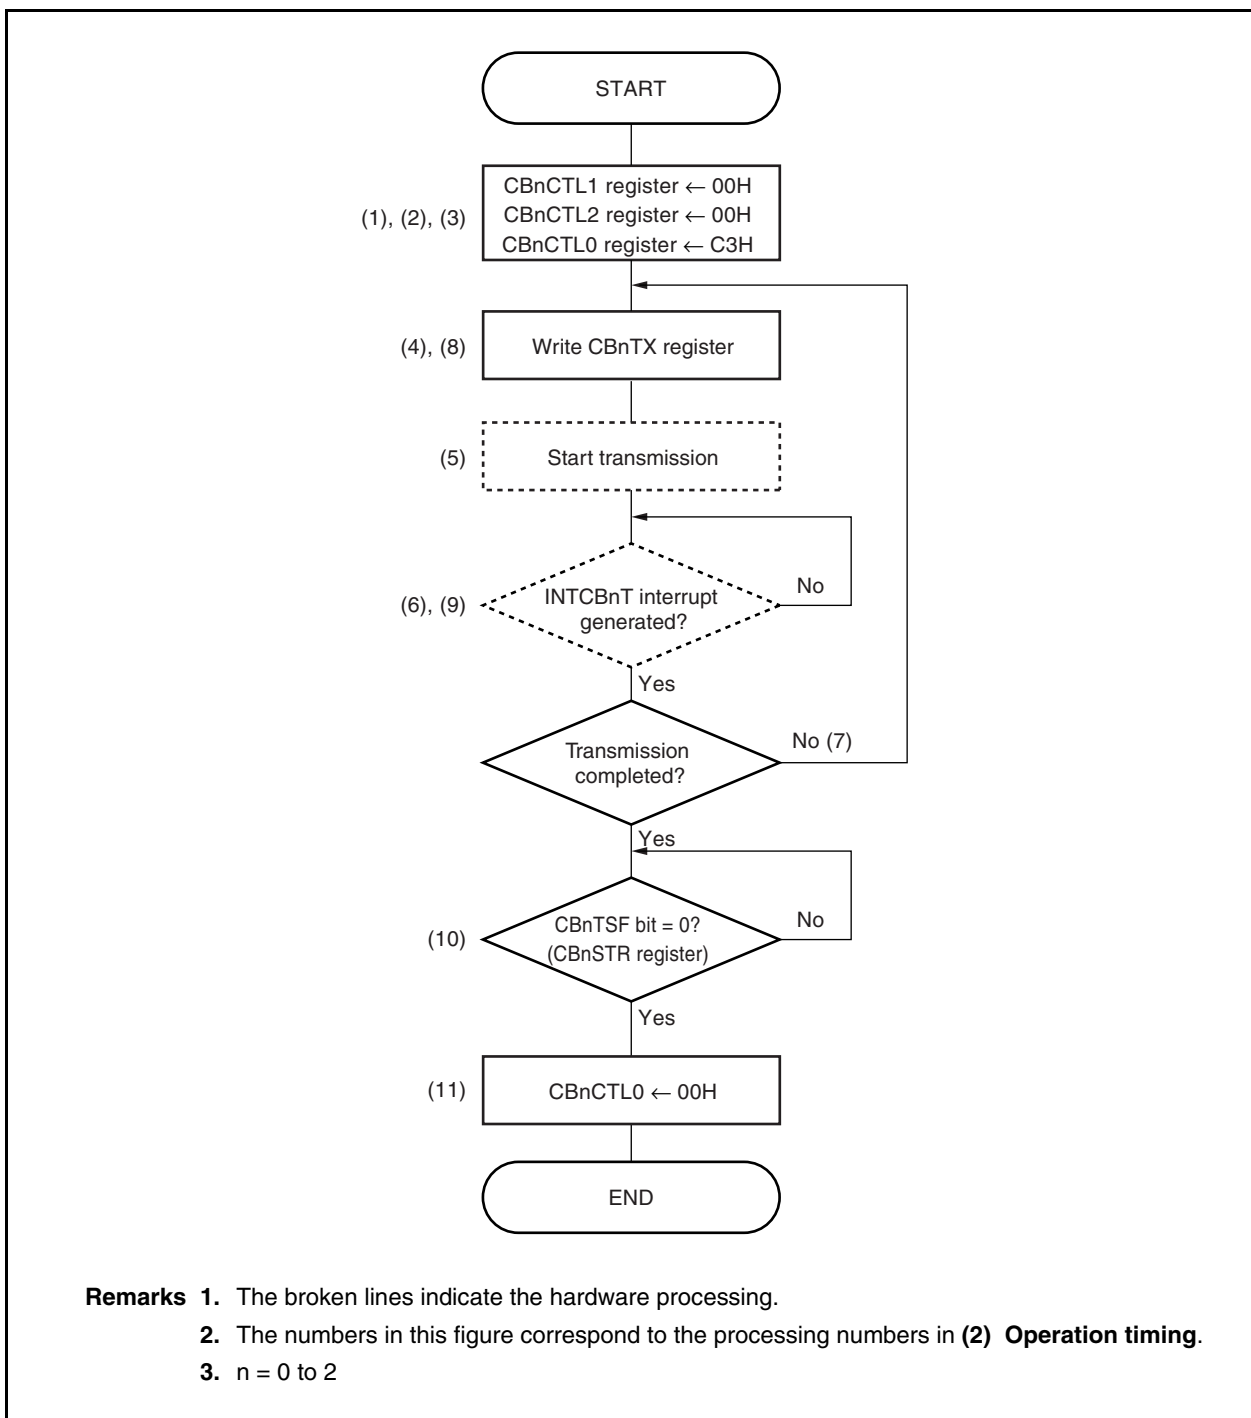 START
CBnCTL1 register ← 00H
CBnCTL2 register ← 00H
(1), (2), (3)
CBnCTL0 register ← C3H
(4), (8)
Write CBnTX register
(5)
Start transmission
No
(6), (9)
INTCBnT interrupt
generated?
Yes
No (7)
Transmission
completed?
Yes
No
CBnTSF bit = 0?
(10)
(CBnSTR register)
Yes
(11)
CBnCTL0 ← 00H
END
Remarks 1. The broken lines indicate the hardware processing.
2. The numbers in this figure correspond to the processing numbers in (2) Operation timing.
3. n = 0 to 2